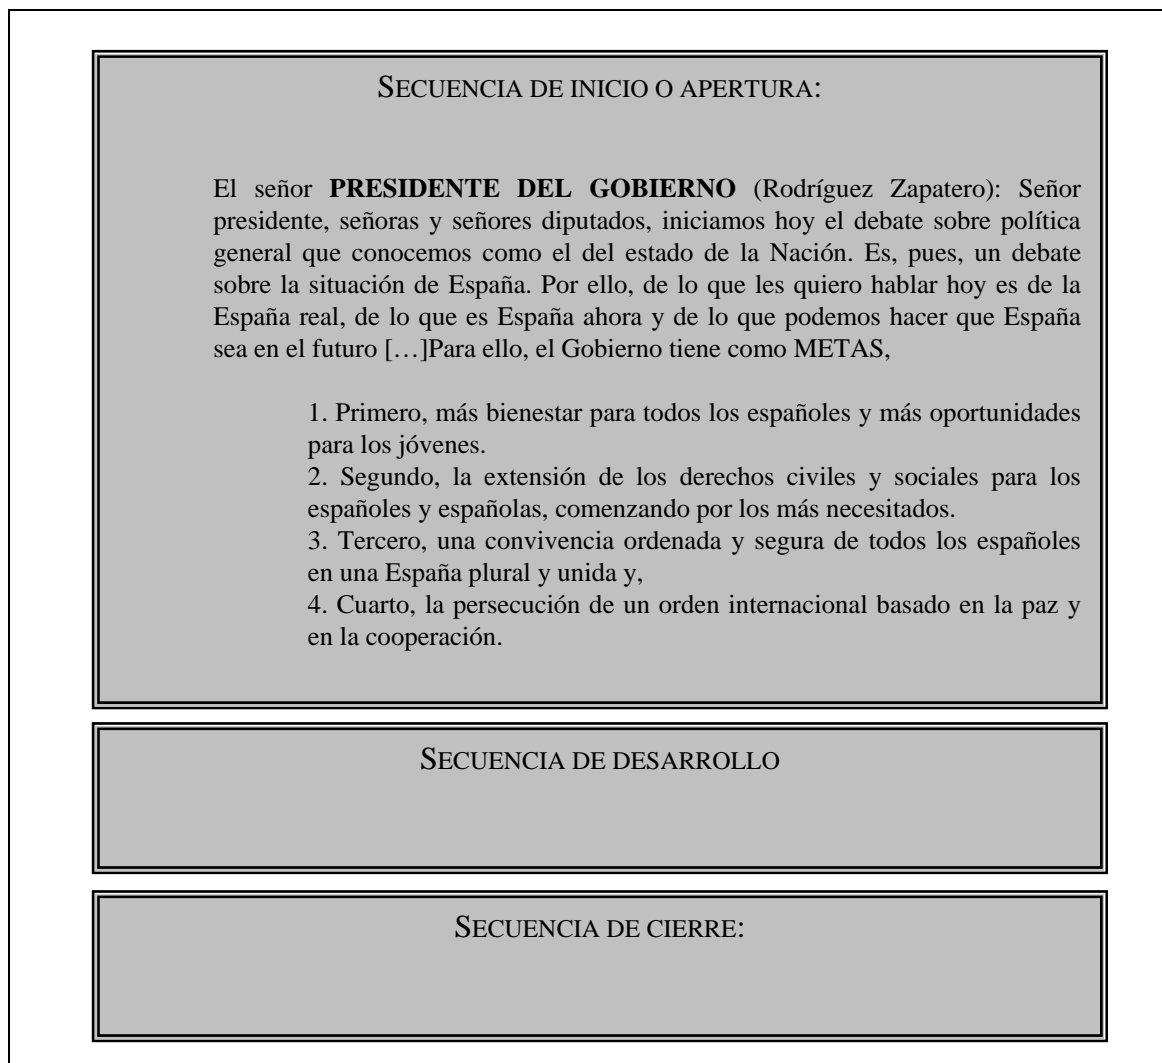 SECUENCIA DE INICIO O APERTURA:
El señor PRESIDENTE DEL GOBIERNO (Rodríguez Zapatero): Señor
presidente, señoras y señores diputados, iniciamos hoy el debate sobre política
general que conocemos como el del estado de la Nación. Es, pues, un debate
sobre la situación de España. Por ello, de lo que les quiero hablar hoy es de la
España real, de lo que es España ahora y de lo que podemos hacer que España
sea en el futuro […]Para ello, el Gobierno tiene como METAS,
1. Primero, más bienestar para todos los españoles y más oportunidades
para los jóvenes.
2. Segundo, la extensión de los derechos civiles y sociales para los
españoles y españolas, comenzando por los más necesitados.
3. Tercero, una convivencia ordenada y segura de todos los españoles
en una España plural y unida y,
4. Cuarto, la persecución de un orden internacional basado en la paz y
en la cooperación.
SECUENCIA DE DESARROLLO
SECUENCIA DE CIERRE: